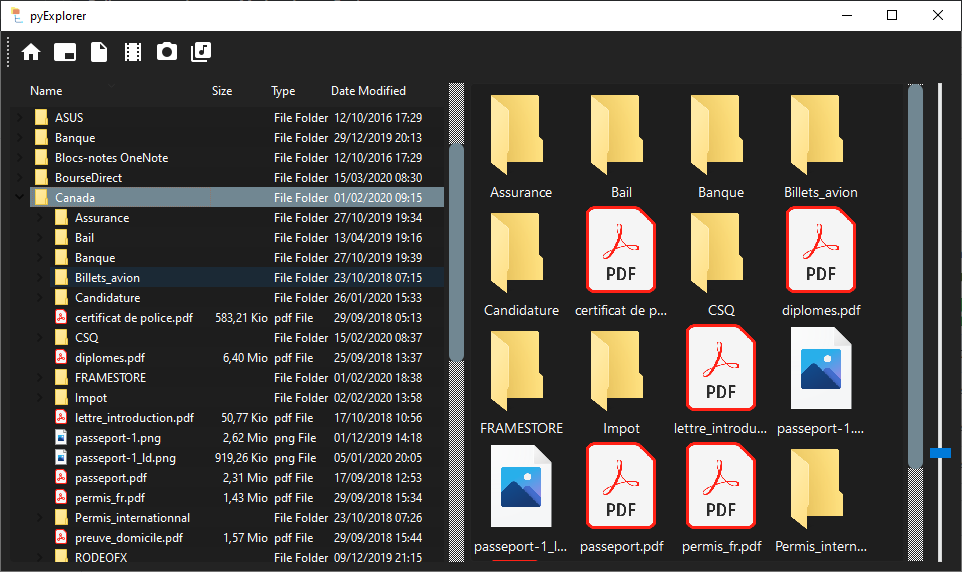 pyExplorer
Name Size Type Date Modified
ASUS File Folder 12/10/2016 17:29
Banque File Folder 29/12/2019 20:13
Blocs-notes OneNote File Folder 12/10/2016 17:29
BourseDirect File Folder 15/03/2020 08:30
Canada File Folder 01/02/2020 09:15
Assurance File Folder 27/10/2019 19:34
Bail File Folder 13/04/2019 19:16
Banque File Folder 27/10/2019 19:39
Billets_avion File Folder 23/10/2018 07:15
Candidature File Folder 26/01/2020 15:33
certificat de police.pdf 583,21 Kio pdf File 29/09/2018 05:13
CSQ File Folder 15/02/2020 08:37
diplomes.pdf 6,40 Mio pdf File 25/09/2018 13:37
FRAMESTORE File Folder 01/02/2020 18:38
Impot File Folder 02/02/2020 13:58
lettre_introduction.pdf 50,77 Kio pdf File 17/10/2018 10:56
passeport-1.png 2,62 Mio png File 01/12/2019 14:18
passeport-1_ld.png 919,26 Kio png File 05/01/2020 20:05
passeport.pdf 2,31 Mio pdf File 17/09/2018 12:53
permis_fr.pdf 1,43 Mio pdf File 29/09/2018 15:34
Permis_internationnal File Folder 23/10/2018 07:26
preuve_domicile.pdf 1,57 Mio pdf File 29/09/2018 15:44
RODEOFX File Folder 09/12/2019 21:15
Assurance Bail Banque Billets_avion
PDF PDF
Candidature certificat de p... CSQ diplomes.pdf
PDF
FRAMESTORE Impot lettre_introdu... passeport-1....
PDF PDF
passeport-1_l... passeport.pdf permis_fr.pdf Permis_intern...